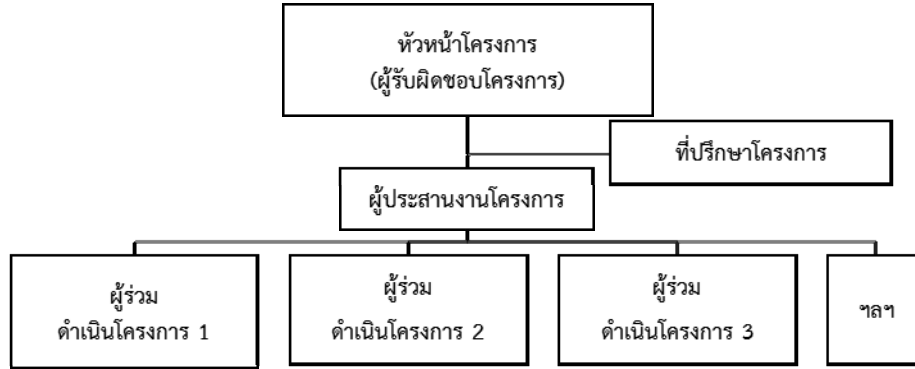 หัวหน้าโครงการ
(ผู้รับผิดชอบโครงการ)
ที่ปรึกษาโครงการ
ผู้ประสานงานโครงการ
ผู้ร่วม
ดำเนินโครงการ 1
ผู้ร่วม
ดำเนินโครงการ 2
ผู้ร่วม
ดำเนินโครงการ 3
ฯลฯ